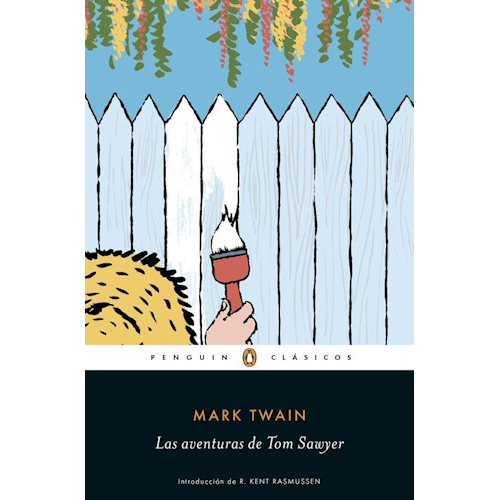 PENGUIN CLÁSICOS
MARK TWAIN
Las aventuras de Tom Sawyer
Introducción de R. KENT RASMUSSEN